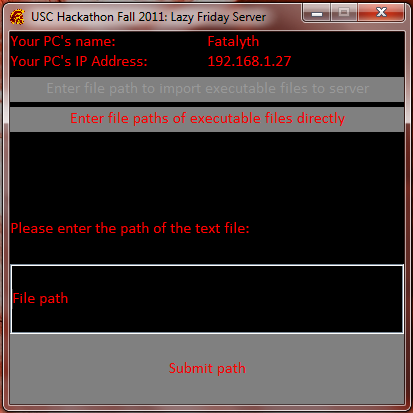 USC Hackathon Fall 2011: Lazy Friday Server
Your PC's name: Fatalyth
Your PC's IP Address: 192.168.1.27
Enter file path to import executable files to server
Enter file paths of executable files directly
Please enter the path of the text file:
File path
Submit path